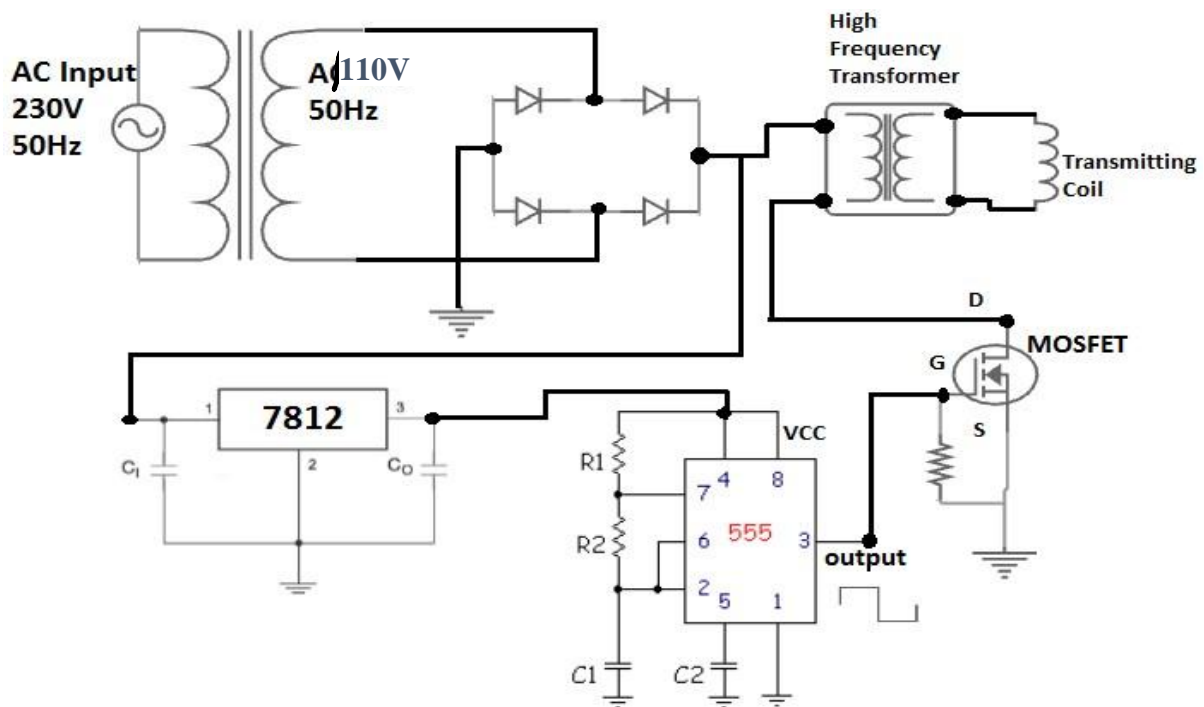 AC Input
230V
50Hz
110V
50Hz
High
Frequency
Transformer
Transmitting
Coil
D
MOSFET
G
S
1
7812
3
2
CI
CO
VCC
R1
4
8
7
R2
6
555
3
output
2
5
1
C1
C2